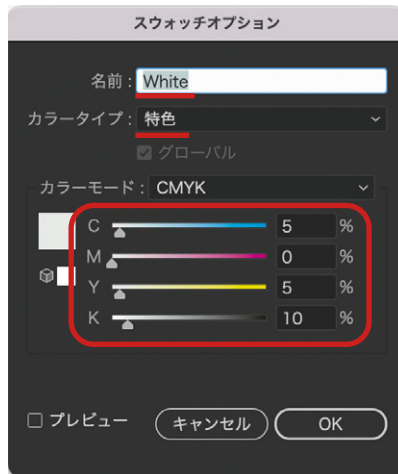 スウォッチオプション
名前 : White
カラータイプ : 特色
グローバル
カラーモード : CMYK
C 5 %
M 0 %
Y 5 %
K 10 %
プレビュー キャンセル OK